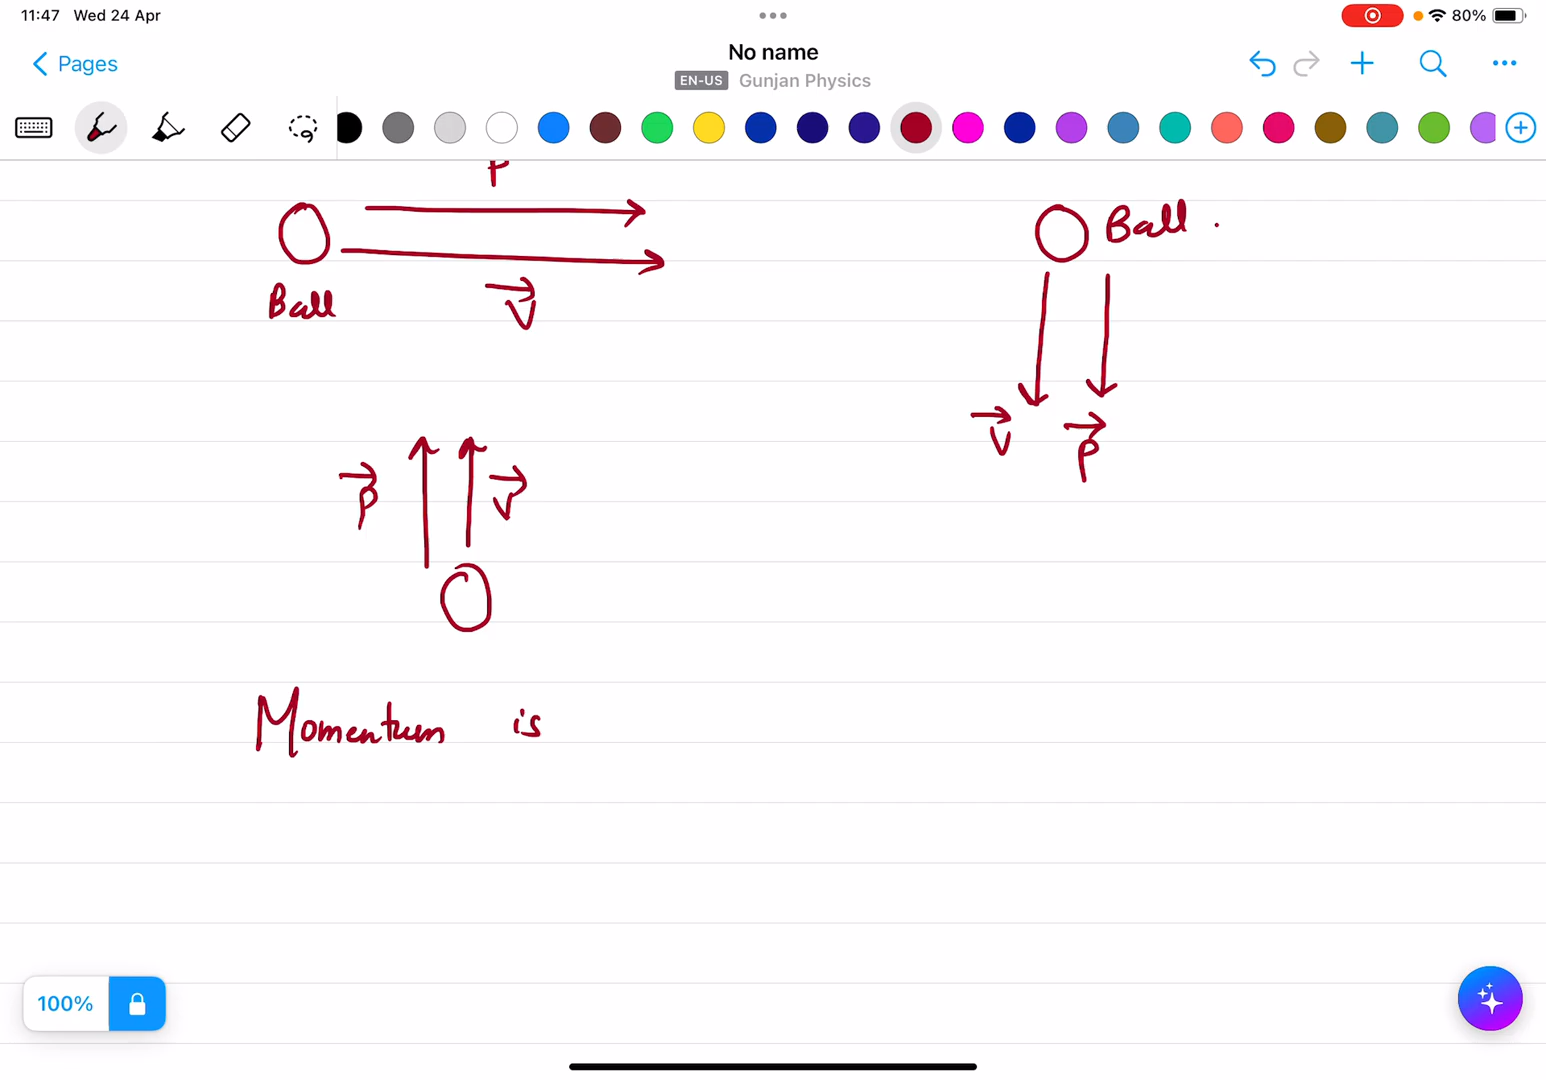 11:47 Wed 24 Apr
80%
Pages
No name
EN-US Gunjan Physics
P
Ball
V
Ball .
V
P
P
V
Momentum is
100%